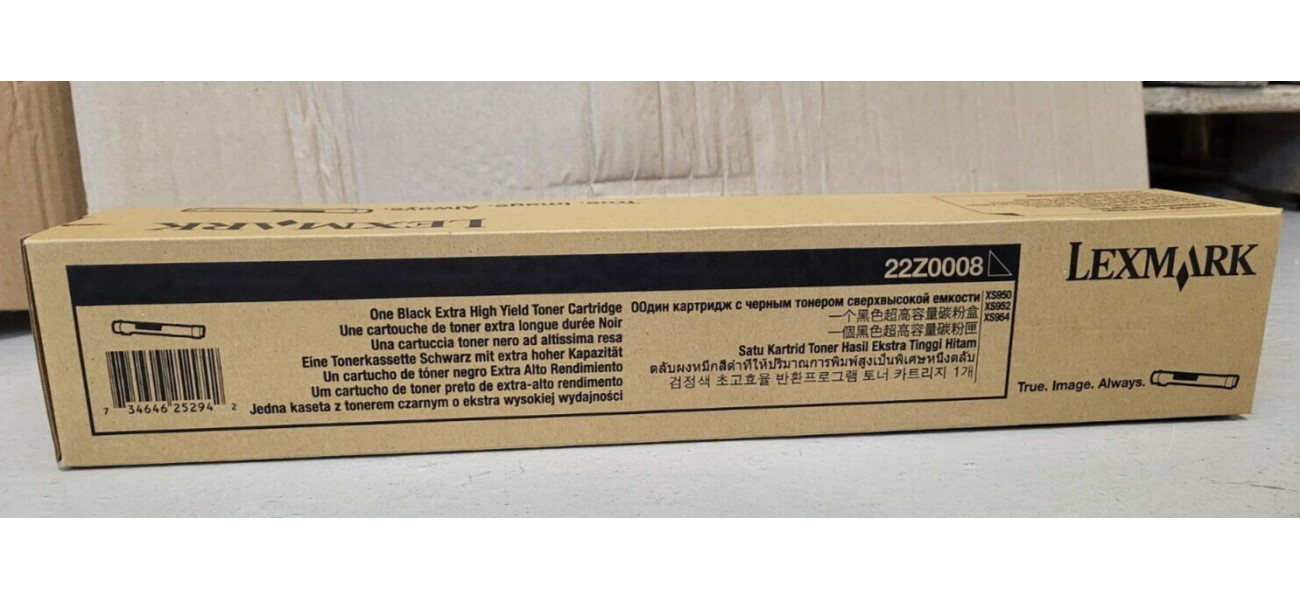 True. Image. Always.
LEXMARK
22Z0008
LEXMARK
One Black Extra High Yield Toner Cartridge
Une cartouche de toner extra longue durée Noir
Una cartuccia toner nero ad altissima resa
Eine Tonerkassette Schwarz mit extra hoher Kapazität
Un cartucho de tóner negro Extra Alto Rendimiento
Um cartucho de toner preto de extra-alto rendimento
Jedna kaseta z tonerem czarnym o ekstra wysokiej wydajności
OОдин картридж с черным тонером сверхвысокой емкости
一个黑色超高容量碳粉盒
一個黑色超高容量碳粉匣
Satu Kartrid Toner Hasil Ekstra Tinggi Hitam
ตลับผงหมึกสีดำที่ให้ปริมาณการพิมพ์สูงเป็นพิเศษหนึ่งตลับ
검정색 초고효율 반환프로그램 토너 카트리지 1개
XS950
XS952
XS954
7 34646 25294 2
True. Image. Always.